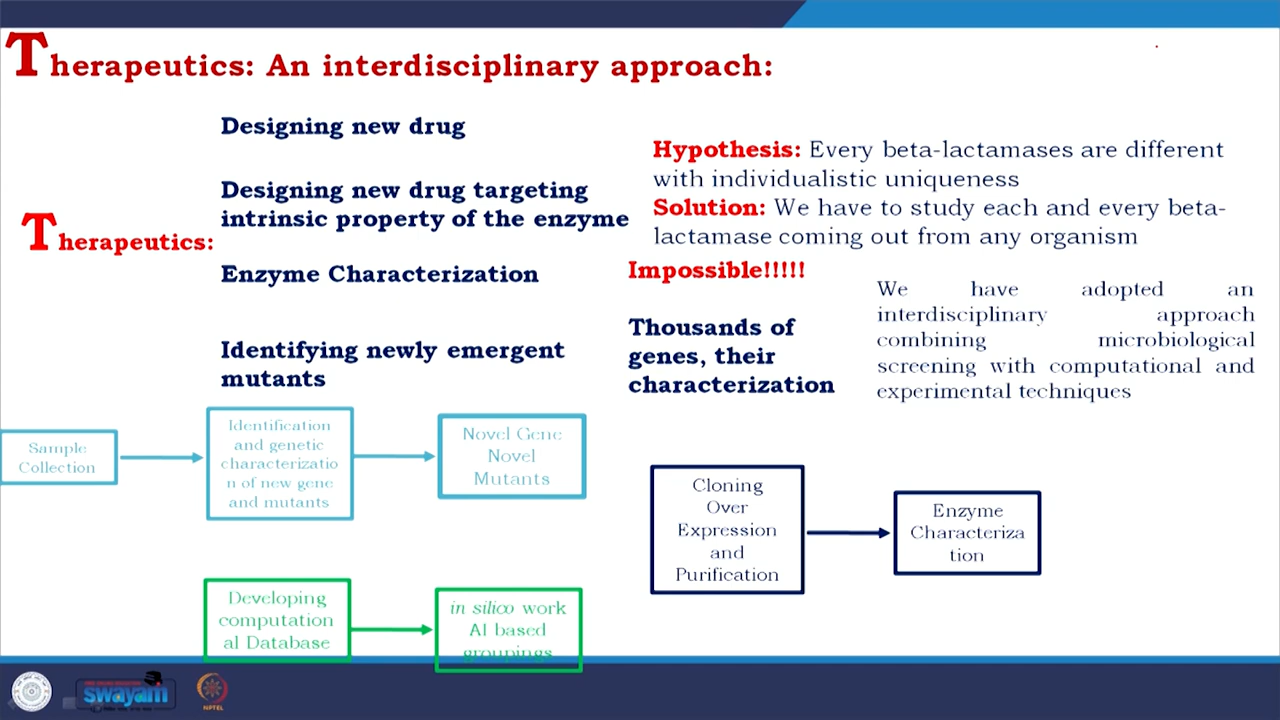 Therapeutics: An interdisciplinary approach:
Designing new drug
Designing new drug targeting
intrinsic property of the enzyme
Therapeutics:
Enzyme Characterization
Identifying newly emergent
mutants
Hypothesis: Every beta-lactamases are different
with individualistic uniqueness
Solution: We have to study each and every beta-
lactamase coming out from any organism
Impossible!!!!!
Thousands of
genes, their
characterization
We have adopted an
interdisciplinary approach
combining microbiological
screening with computational and
experimental techniques
Sample
Collection
Identification
and genetic
characterizatio
n of new gene
and mutants
Novel Gene
Novel
Mutants
Cloning
Over
Expression
and
Purification
Enzyme
Characteriza
tion
Developing
computation
al Database
in silico work
AI based
groupings
swayam
NPTEL